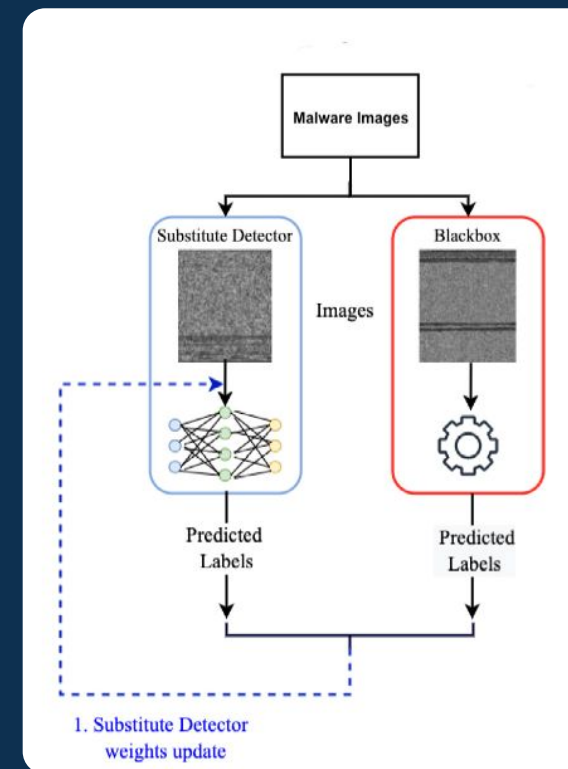 Malware Images
Substitute Detector
Blackbox
Images
Predicted
Labels
Predicted
Labels
1. Substitute Detector
weights update